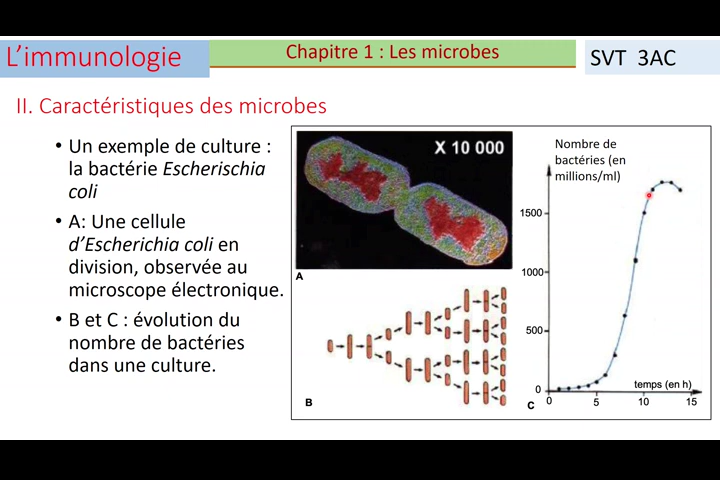 L’immunologie
Chapitre 1 : Les microbes
SVT 3AC
II. Caractéristiques des microbes
• Un exemple de culture :
la bactérie Escherischia
coli
• A: Une cellule
d’Escherichia coli en
division, observée au
microscope électronique.
• B et C : évolution du
nombre de bactéries
dans une culture.
X 10 000
A
B
Nombre de
bactéries (en
millions/ml)
1500
1000
500
0
temps (en h)
0 5 10 15
C